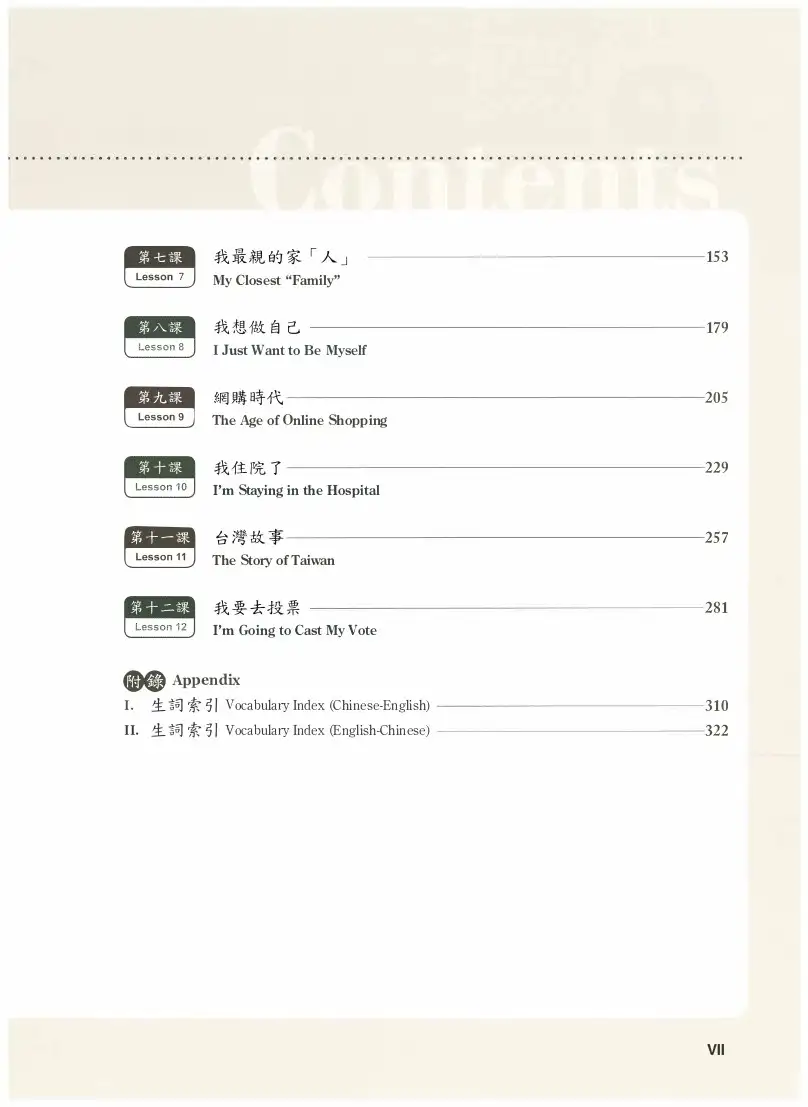 Contents
第七課 我最親的家「人」 153
Lesson 7 My Closest “Family”
第八課 我想做自己 179
Lesson 8 I Just Want to Be Myself
第九課 網購時代 205
Lesson 9 The Age of Online Shopping
第十課 我住院了 229
Lesson 10 I’m Staying in the Hospital
第十一課 台灣故事 257
Lesson 11 The Story of Taiwan
第十二課 我要去投票 281
Lesson 12 I’m Going to Cast My Vote
附錄 Appendix
I. 生詞索引 Vocabulary Index (Chinese-English) 310
II. 生詞索引 Vocabulary Index (English-Chinese) 322
VII